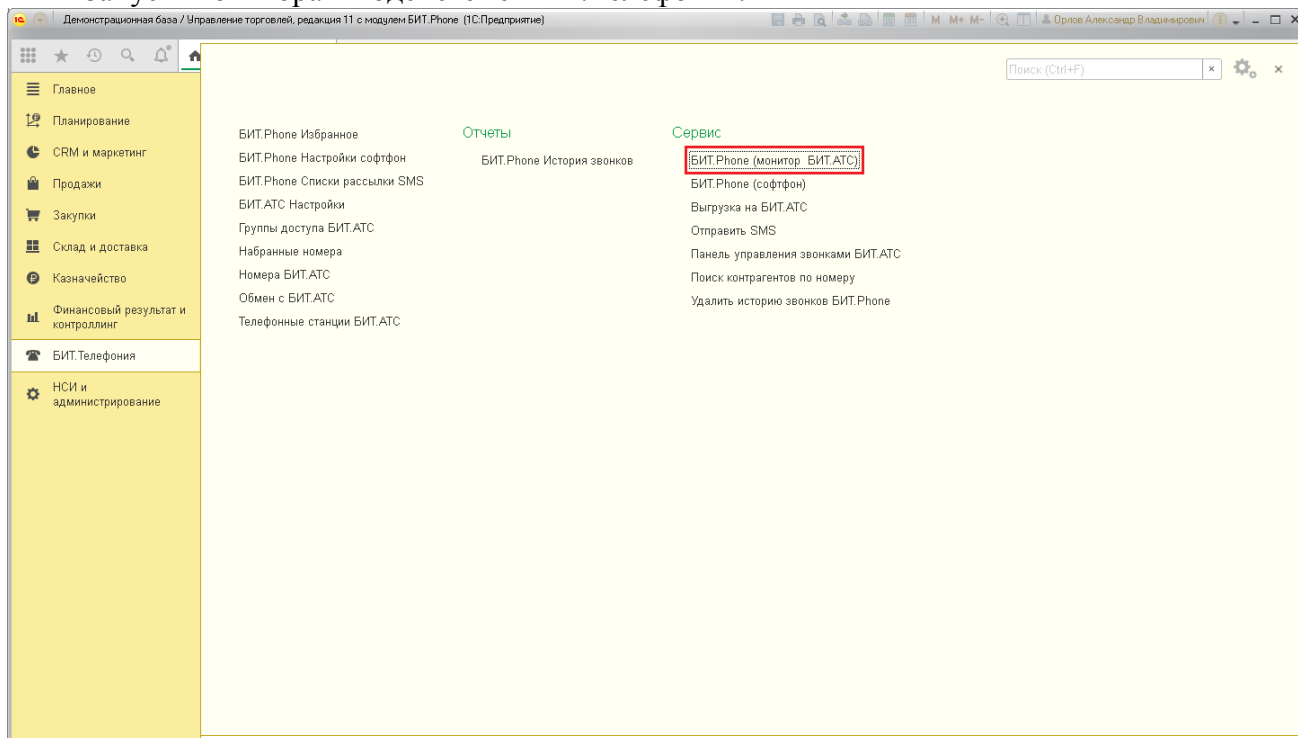 Демонстрационная база / Управление торговлей, редакция 11 с модулем БИТ.Phone (1С:Предприятие)
M M+ M-
Орлов Александр Владимирович
Поиск (Ctrl+F)
Главное
Планирование
CRM и маркетинг
Продажи
Закупки
Склад и доставка
Казначейство
Финансовый результат и
контроллинг
БИТ.Телефония
НСИ и
администрирование
БИТ.Phone Избранное
БИТ.Phone Настройки софтфон
БИТ.Phone Списки рассылки SMS
БИТ.АТС Настройки
Группы доступа БИТ.АТС
Набранные номера
Номера БИТ.АТС
Обмен с БИТ.АТС
Телефонные станции БИТ.АТС
Отчеты
БИТ.Phone История звонков
Сервис
БИТ.Phone (монитор БИТ.АТС)
БИТ.Phone (софтфон)
Выгрузка на БИТ.АТС
Отправить SMS
Панель управления звонками БИТ.АТС
Поиск контрагентов по номеру
Удалить историю звонков БИТ.Phone